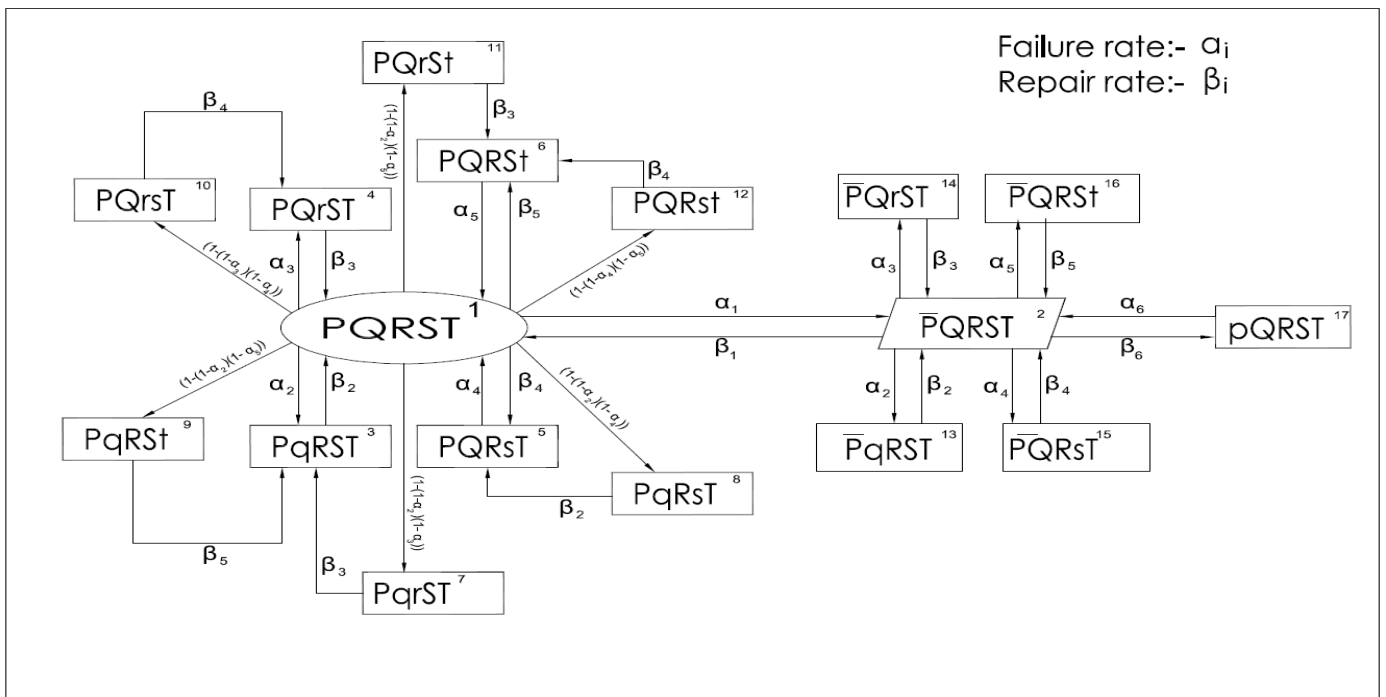 Failure rate:- αi
Repair rate:- βi
PQrSt 11
β4
(1-(1-α2)(1-α5))
β3
PQrsT 10
PQrST 4
PQRSt 6
β4
PQRst 12
P̅QrST 14
P̅QRSt 16
α3
β3
α5
β5
(1-(1-α3)(1-α4))
(1-(1-α4)(1-α5))
α3
β3
α5
β5
PQRST 1
α1
β1
P̅QRST 2
α6
β6
pQRST 17
(1-(1-α2)(1-α5))
α2
β2
α4
β4
(1-(1-α2)(1-α4))
α2
β2
α4
β4
PqRSt 9
PqRST 3
PQRsT 5
PqRsT 8
P̅qRST 13
P̅QRsT 15
(1-(1-α2)(1-α3))
β2
β5
β3
PqrST 7